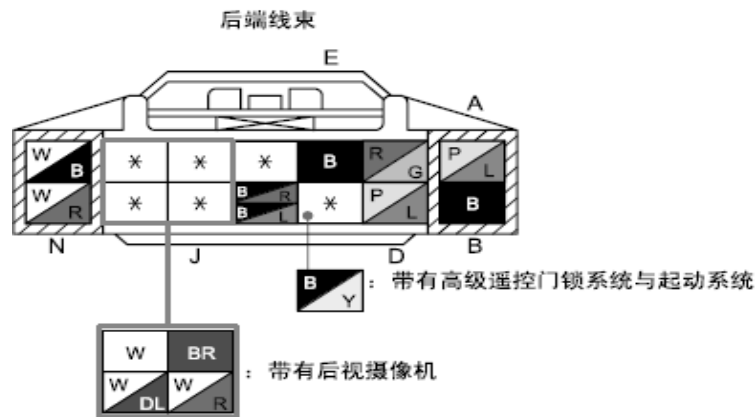 后端线束
E
A
W B * * * B R G P L
W R * * B R B L * P L B
N J D B
B Y : 带有高级遥控门锁系统与起动系统
W BR
W DL W R : 带有后视摄像机